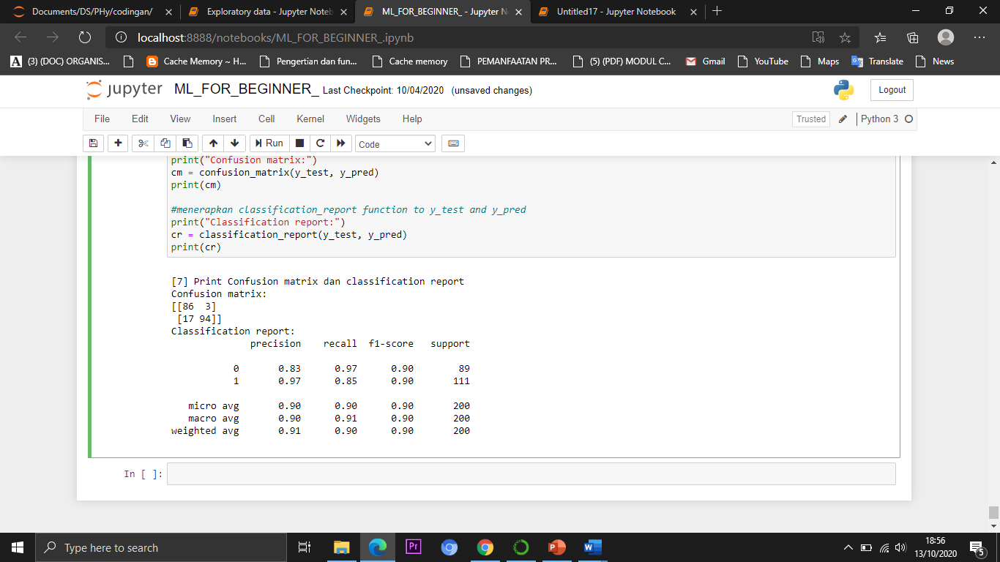 Documents/DS/PHy/codingan/ Exploratory data - Jupyter Noteb ML_FOR_BEGINNER_ - Jupyter N Untitled17 - Jupyter Notebook
localhost:8888/notebooks/ML_FOR_BEGINNER_.ipynb
(3) (DOC) ORGANIS... Cache Memory ~ H... Pengertian dan fun... Cache memory PEMANFAATAN PR... (5) (PDF) MODUL C... Gmail YouTube Maps Translate News
jupyter ML_FOR_BEGINNER_ Last Checkpoint: 10/04/2020 (unsaved changes) Logout
File Edit View Insert Cell Kernel Widgets Help Trusted Python 3
Run Code
print("Confusion matrix:")
cm = confusion_matrix(y_test, y_pred)
print(cm)
#menerapkan classification_report function to y_test and y_pred
print("Classification report:")
cr = classification_report(y_test, y_pred)
print(cr)
[7] Print Confusion matrix dan classification report
Confusion matrix:
[[86  3]
[17 94]]
Classification report:
precision recall f1-score support
0 0.83 0.97 0.90 89
1 0.97 0.85 0.90 111
micro avg 0.90 0.90 0.90 200
macro avg 0.90 0.91 0.90 200
weighted avg 0.91 0.90 0.90 200
In [ ]:
Type here to search
Pr
18:56
13/10/2020
5